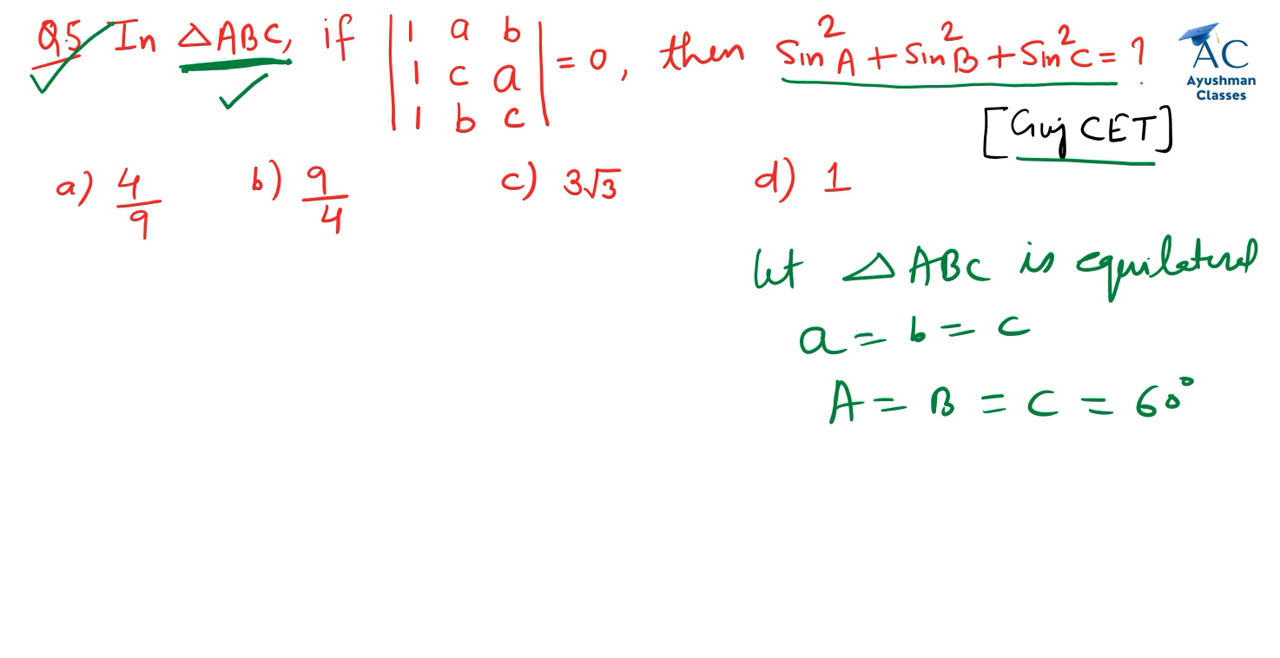 Q5 In △ABC, if | 1 a b | = 0, then Sin²A + Sin²B + Sin²C = ?
| 1 c a |
| 1 b c |
AC
Ayushman
Classes
[Guj CET]
a) 4/9 b) 9/4 c) 3√3 d) 1
let △ABC is equilateral
a = b = c
A = B = C = 60°